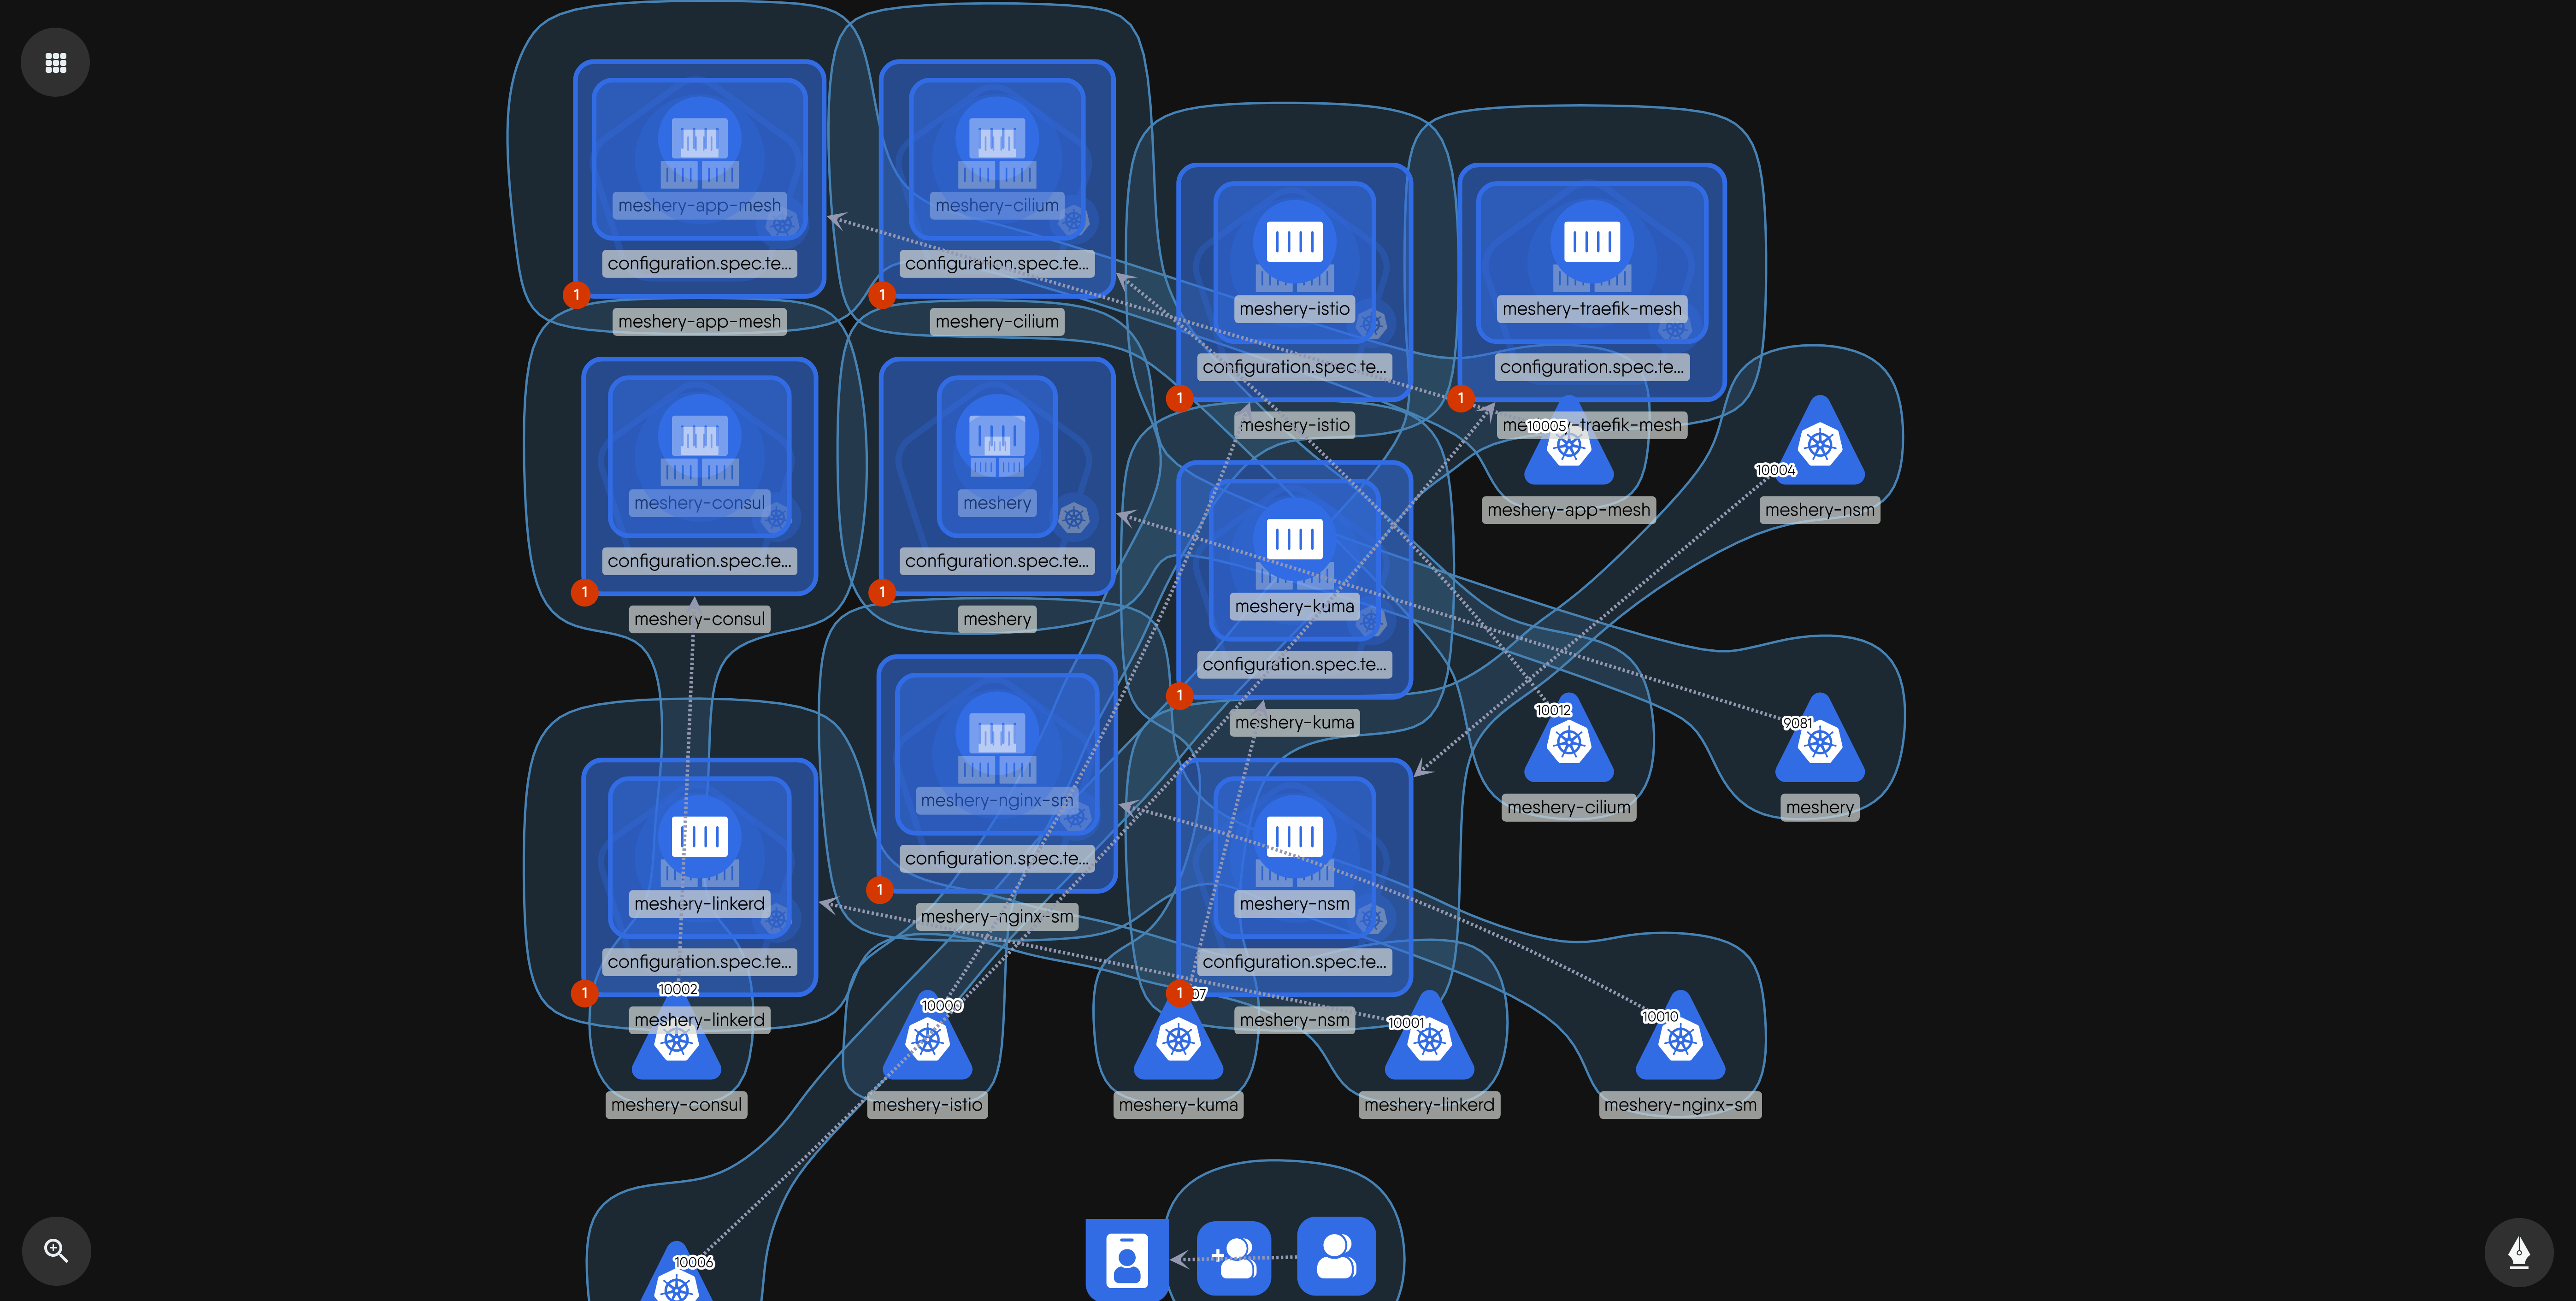 meshery-app-mesh
meshery-cilium
configuration.spec.te...
configuration.spec.te...
1
1
meshery-app-mesh
meshery-cilium
meshery-istio
meshery-traefik-mesh
configuration.spec.te...
configuration.spec.te...
1
1
meshery-istio
-traefik-mesh
10005
10004
meshery-app-mesh
meshery-nsm
meshery-consul
meshery
configuration.spec.te...
configuration.spec.te...
1
1
meshery-consul
meshery
meshery-kuma
configuration.spec.te...
1
meshery-kuma
10012
9081
meshery-cilium
meshery
meshery-nginx-sm
configuration.spec.te...
1
meshery-nginx-sm
meshery-linkerd
meshery-nsm
configuration.spec.te...
configuration.spec.te...
1
10002
1
07
meshery-linkerd
10000
meshery-nsm
10001
10010
meshery-consul
meshery-istio
meshery-kuma
meshery-linkerd
meshery-nginx-sm
10006